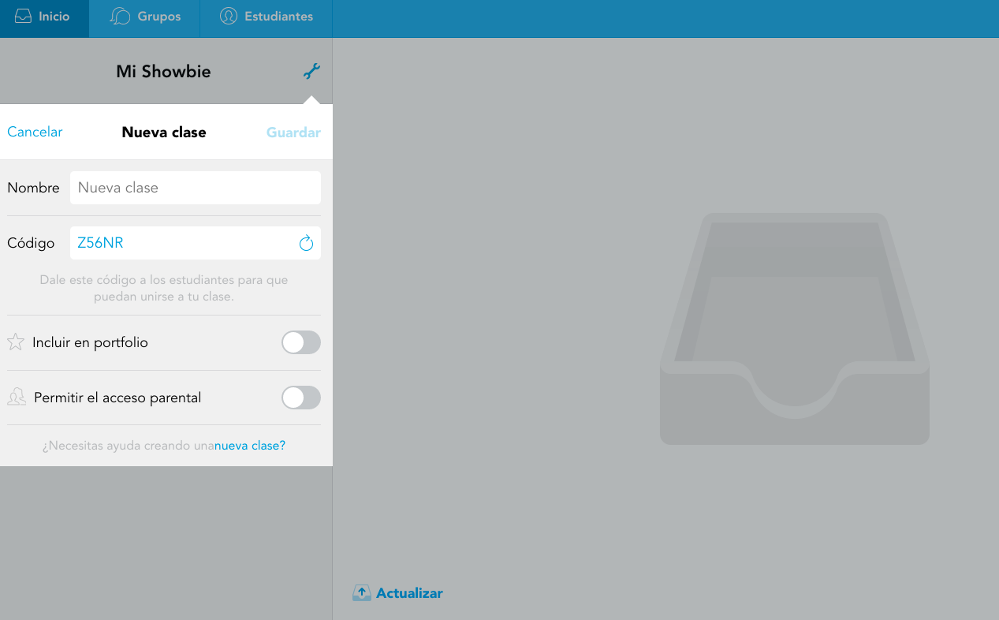 Inicio
Grupos
Estudiantes
Mi Showbie
Cancelar
Nueva clase
Guardar
Nombre
Nueva clase
Código
Z56NR
Dale este código a los estudiantes para que
puedan unirse a tu clase.
Incluir en portfolio
Permitir el acceso parental
¿Necesitas ayuda creando unanueva clase?
Actualizar